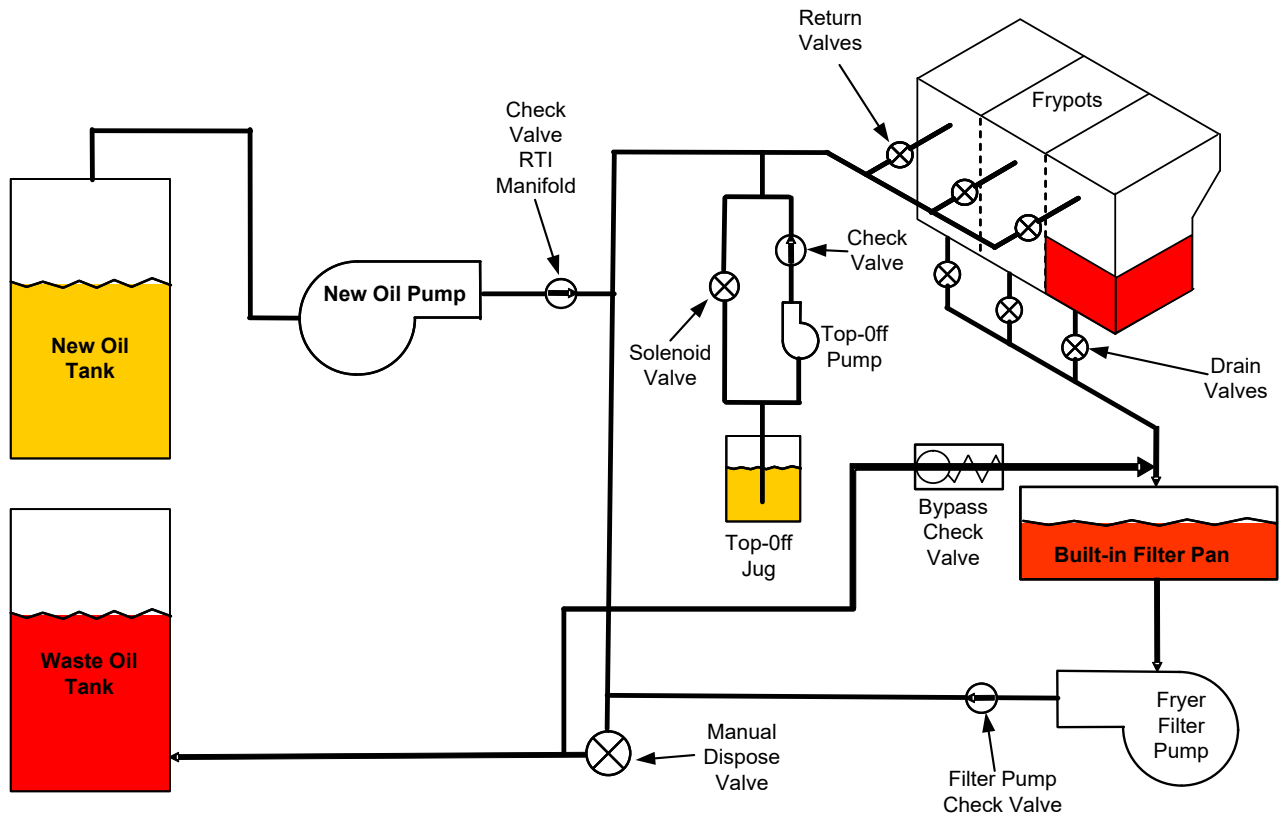 Return
Valves
Frypots
Check
Valve
RTI
Manifold
New Oil Pump
Check
Valve
New Oil
Tank
Solenoid
Valve
Top-0ff
Pump
Drain
Valves
Top-0ff
Jug
Bypass
Check
Valve
Built-in Filter Pan
Waste Oil
Tank
Manual
Dispose
Valve
Fryer
Filter
Pump
Filter Pump
Check Valve